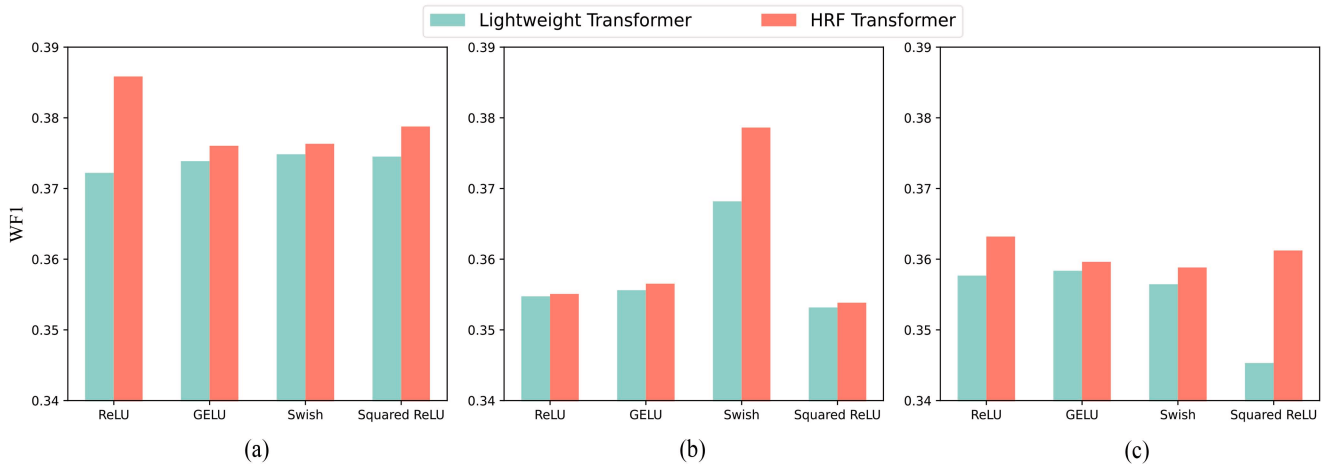 Lightweight Transformer HRF Transformer
WF1
0.39
0.38
0.37
0.36
0.35
0.34
ReLU GELU Swish Squared ReLU
(a)
0.39
0.38
0.37
0.36
0.35
0.34
ReLU GELU Swish Squared ReLU
(b)
0.39
0.38
0.37
0.36
0.35
0.34
ReLU GELU Swish Squared ReLU
(c)